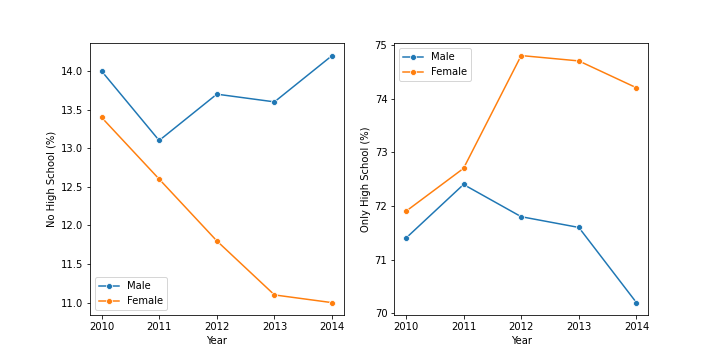 14.0
13.5
13.0
12.5
12.0
11.5
11.0
No High School (%)
Male
Female
2010 2011 2012 2013 2014
Year
75
74
73
72
71
70
Only High School (%)
Male
Female
2010 2011 2012 2013 2014
Year